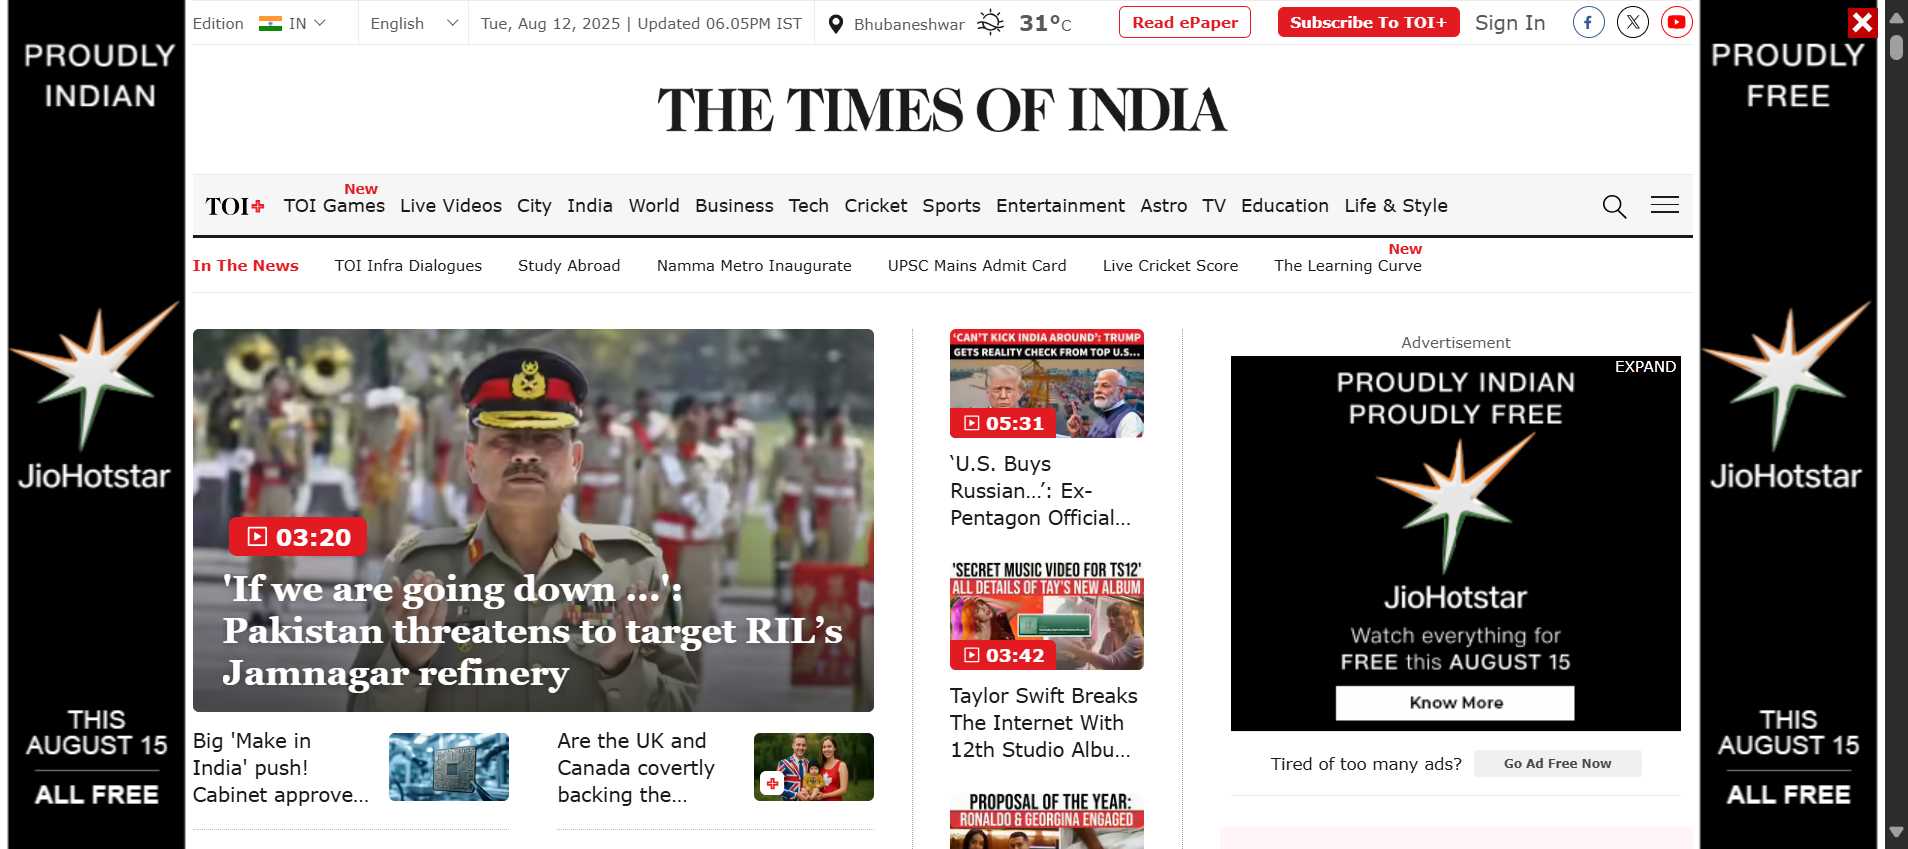 PROUDLY
INDIAN
JioHotstar
THIS
AUGUST 15
ALL FREE
Edition IN
English
Tue, Aug 12, 2025 | Updated 06.05PM IST
Bhubaneshwar 31°C
Read ePaper
Subscribe To TOI+
Sign In
THE TIMES OF INDIA
TOI+
New
TOI Games Live Videos City India World Business Tech Cricket Sports Entertainment Astro TV Education Life & Style
New
In The News TOI Infra Dialogues Study Abroad Namma Metro Inaugurate UPSC Mains Admit Card Live Cricket Score The Learning Curve
03:20
'If we are going down ...':
Pakistan threatens to target RIL’s
Jamnagar refinery
Big 'Make in
India' push!
Cabinet approve...
Are the UK and
Canada covertly
backing the...
‘CAN'T KICK INDIA AROUND’: TRUMP
GETS REALITY CHECK FROM TOP U.S...
05:31
‘U.S. Buys
Russian…’: Ex-
Pentagon Official...
'SECRET MUSIC VIDEO FOR TS12'
ALL DETAILS OF TAY'S NEW ALBUM
03:42
Taylor Swift Breaks
The Internet With
12th Studio Albu...
PROPOSAL OF THE YEAR:
RONALDO & GEORGINA ENGAGED
Advertisement
EXPAND
PROUDLY INDIAN
PROUDLY FREE
JioHotstar
Watch everything for
FREE this AUGUST 15
Know More
Tired of too many ads? Go Ad Free Now
PROUDLY
FREE
JioHotstar
THIS
AUGUST 15
ALL FREE